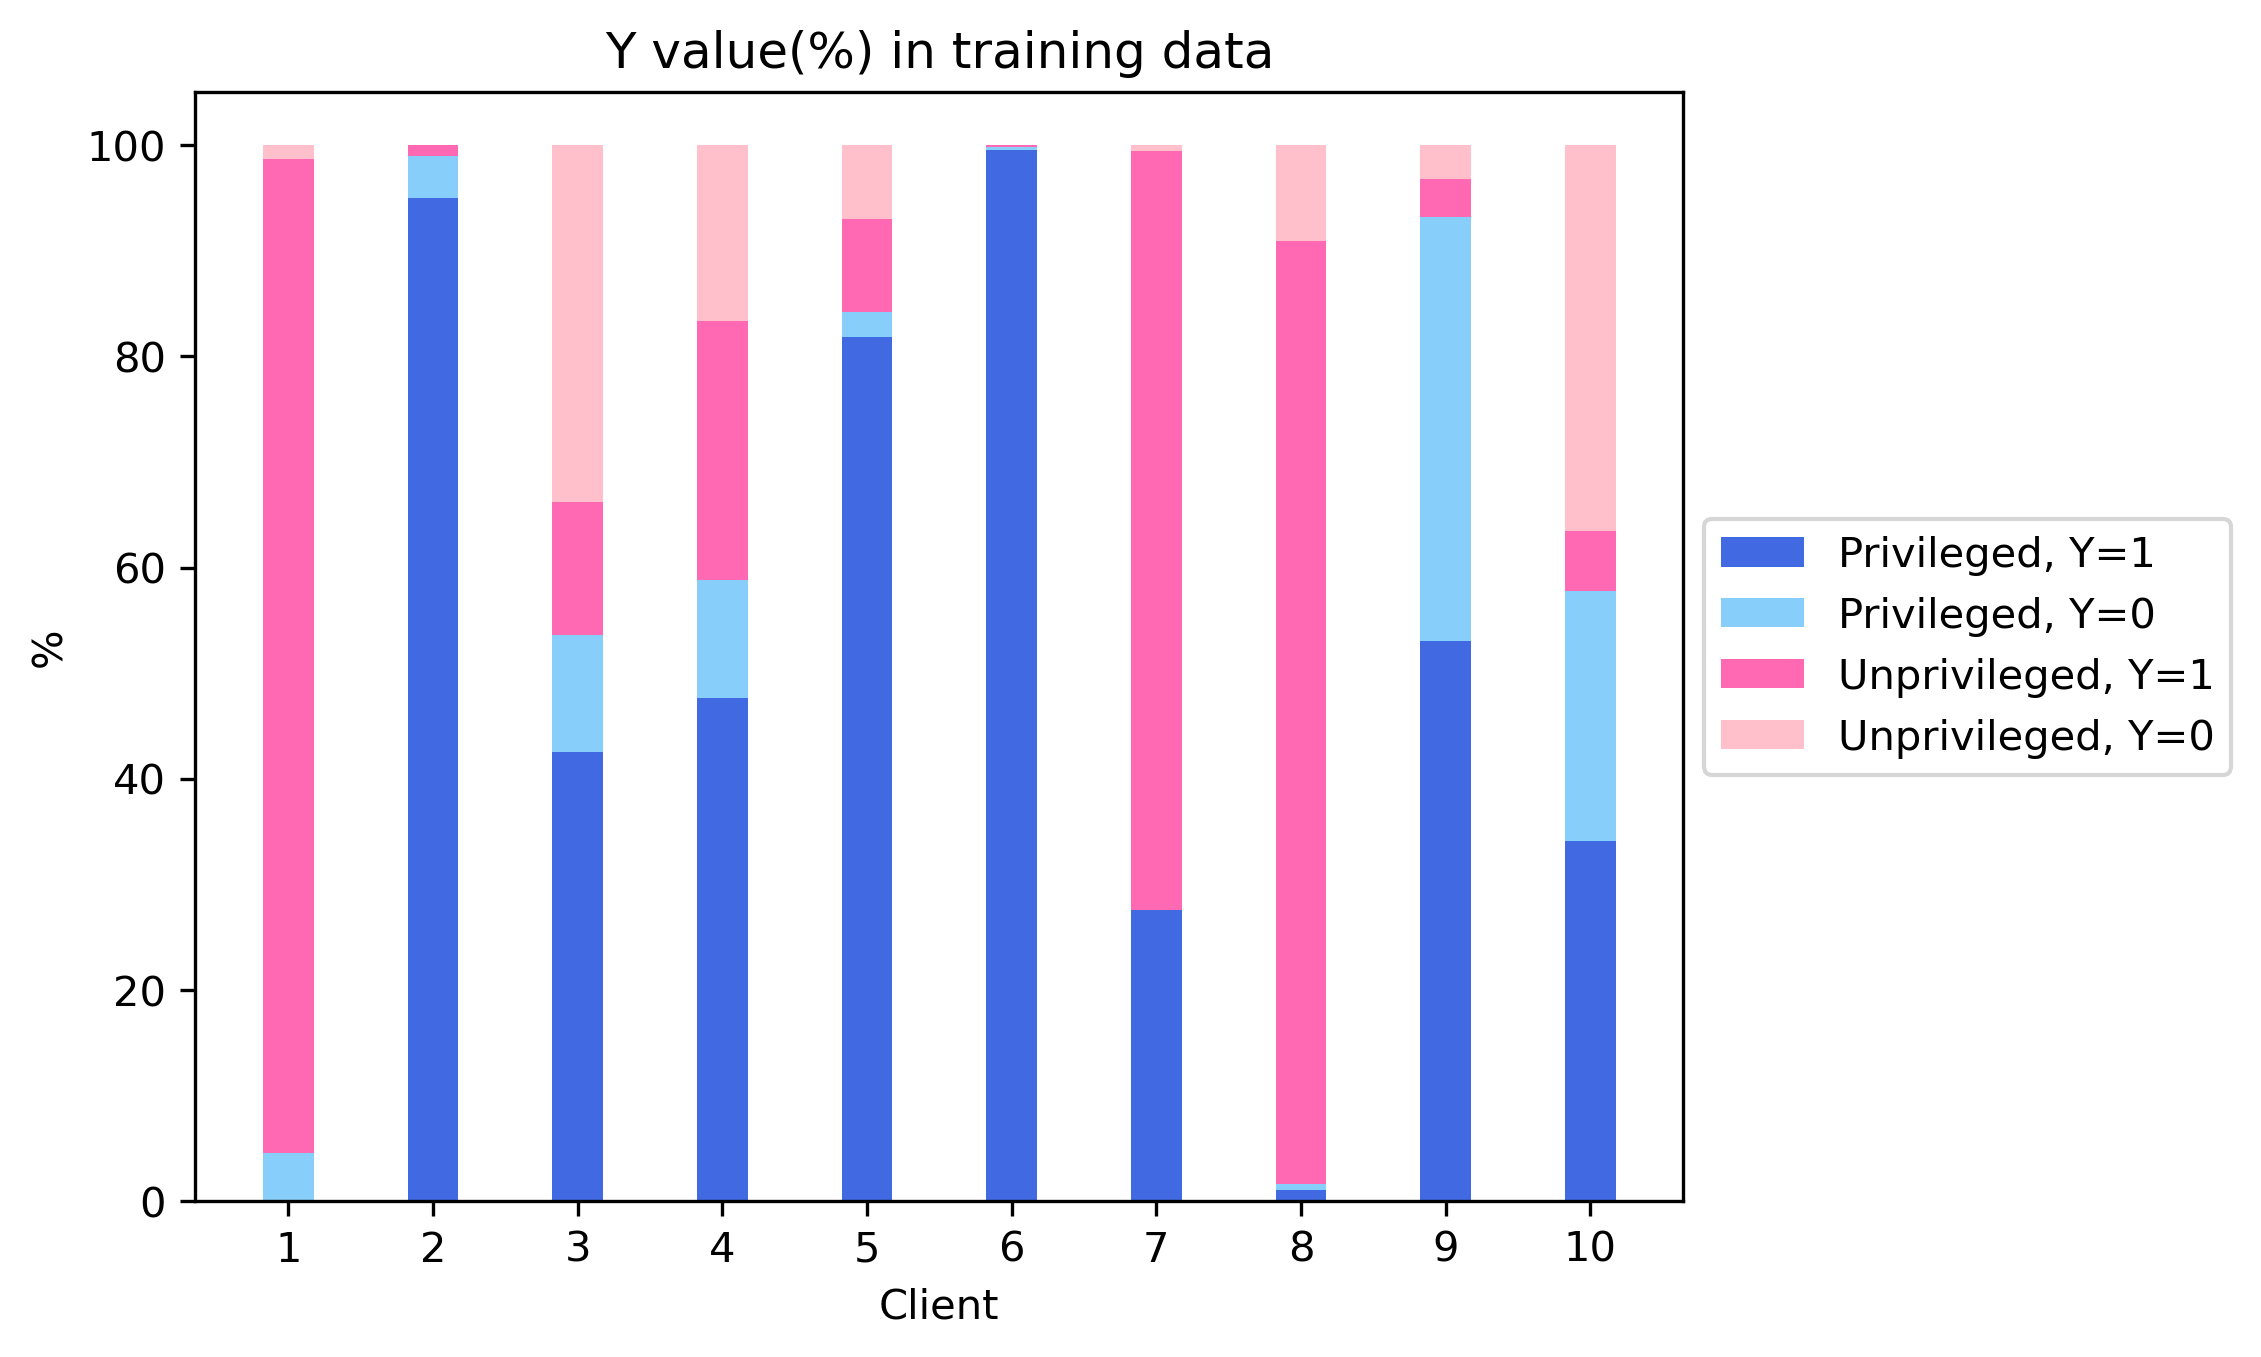 Y value(%) in training data
100
80
60
40
20
0
%
1 2 3 4 5 6 7 8 9 10
Client
Privileged, Y=1
Privileged, Y=0
Unprivileged, Y=1
Unprivileged, Y=0